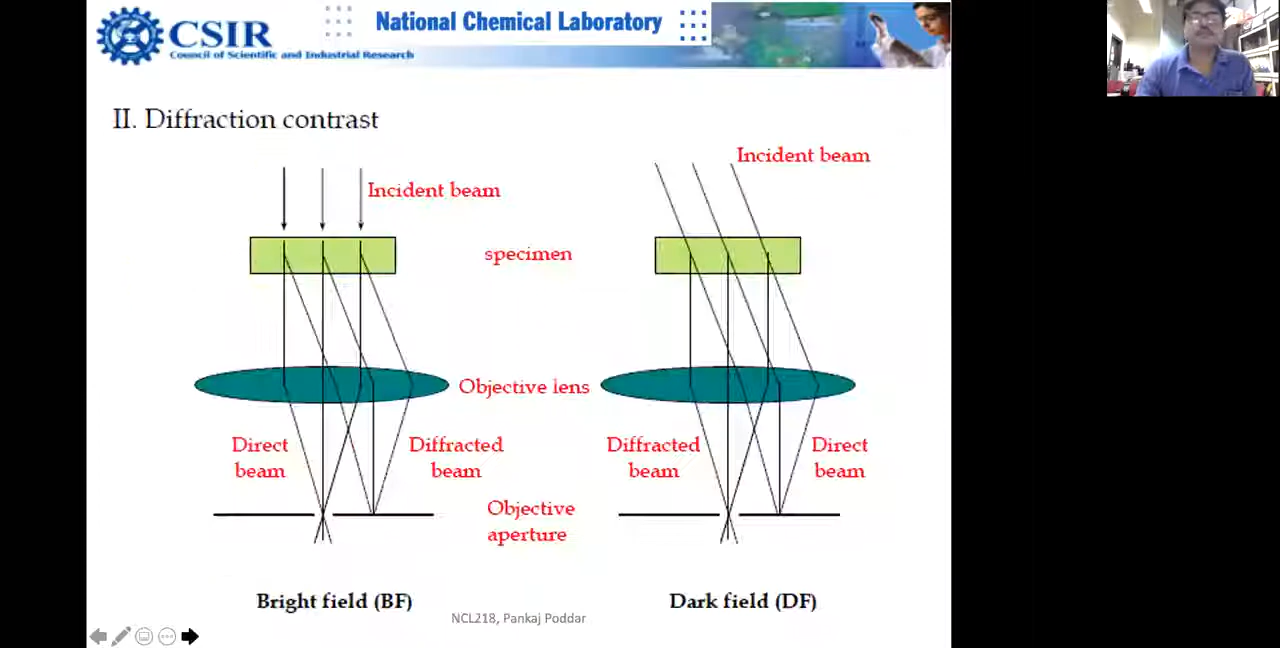 CSIR
Council of Scientific and Industrial Research
National Chemical Laboratory
II. Diffraction contrast
Incident beam
Incident beam
specimen
Objective lens
Direct
beam
Diffracted
beam
Diffracted
beam
Direct
beam
Objective
aperture
Bright field (BF)
Dark field (DF)
NCL218, Pankaj Poddar